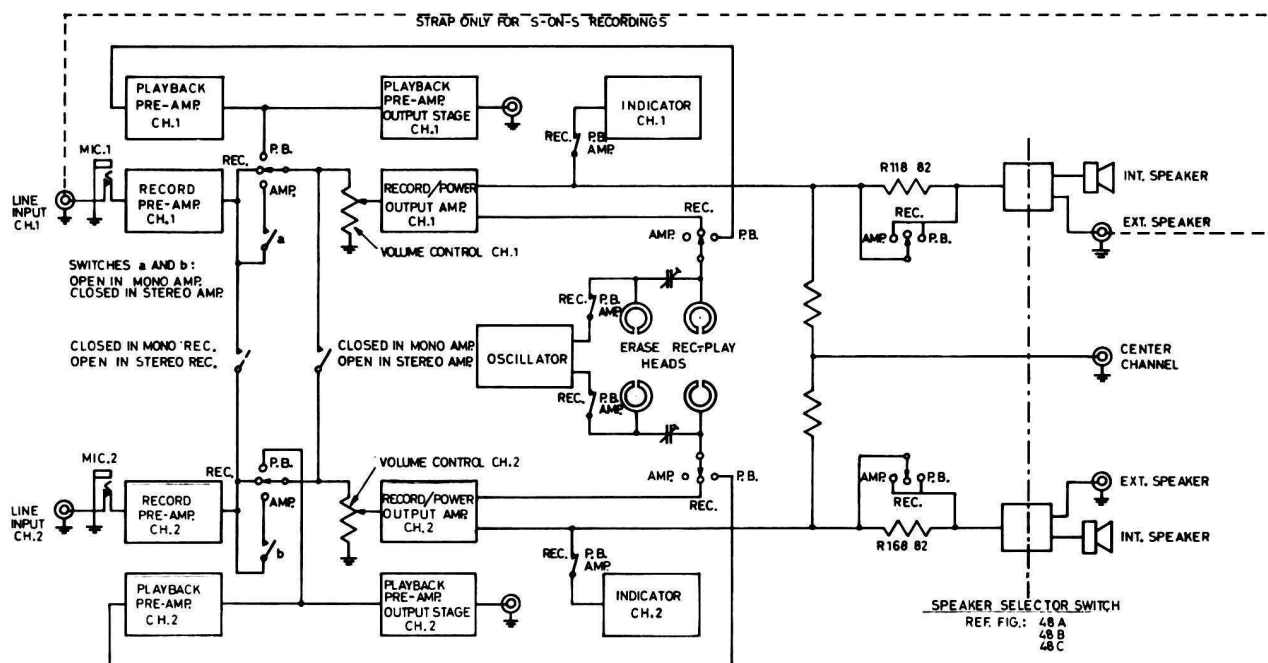 STRAP ONLY FOR S-ON-S RECORDINGS
PLAYBACK
PRE-AMP.
CH.1
PLAYBACK
PRE-AMP.
OUTPUT STAGE
CH.1
INDICATOR
CH.1
REC.
P.B.
AMP.
MIC.1
P.B.
REC.
AMP.
LINE
INPUT
CH.1
RECORD
PRE-AMP.
CH.1
RECORD/POWER
OUTPUT AMP.
CH.1
R118 82
REC.
AMP.
P.B.
INT. SPEAKER
EXT. SPEAKER
a
VOLUME CONTROL CH.1
REC.
AMP.
P.B.
SWITCHES a AND b:
OPEN IN MONO AMP.
CLOSED IN STEREO AMP.
REC.
P.B.
AMP.
CLOSED IN MONO REC.
OPEN IN STEREO REC.
CLOSED IN MONO AMP.
OPEN IN STEREO AMP.
OSCILLATOR
ERASE REC-PLAY
HEADS
CENTER
CHANNEL
REC.
P.B.
AMP.
MIC.2
P.B.
REC.
AMP.
VOLUME CONTROL CH.2
AMP.
P.B.
REC.
AMP.
P.B.
REC.
R168 82
EXT. SPEAKER
INT. SPEAKER
LINE
INPUT
CH.2
RECORD
PRE-AMP.
CH.2
RECORD/POWER
OUTPUT AMP.
CH.2
b
REC.
P.B.
AMP.
PLAYBACK
PRE-AMP.
CH.2
PLAYBACK
PRE-AMP.
OUTPUT STAGE
CH.2
INDICATOR
CH.2
SPEAKER SELECTOR SWITCH
REF. FIG.: 48A
48B
48C